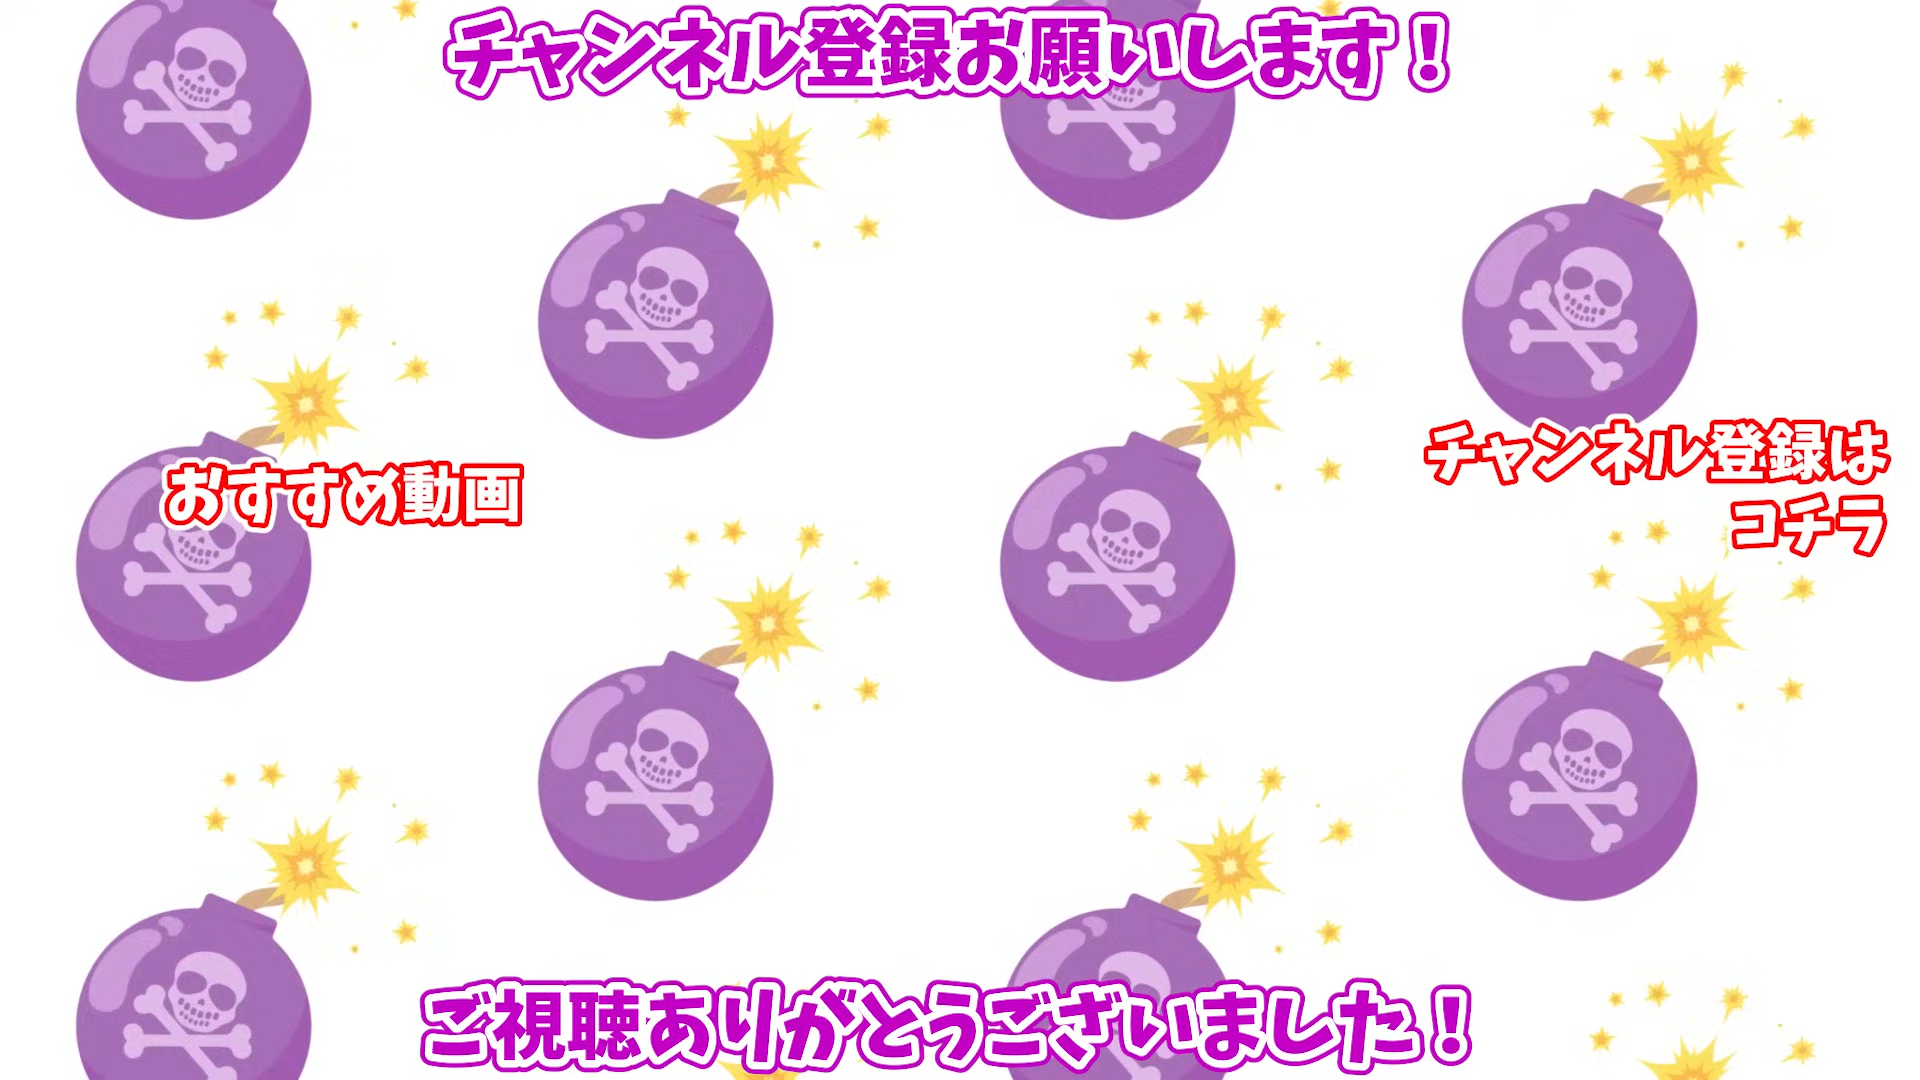 チャンネル登録お願いします！
おすすめ動画
チャンネル登録は
コチラ
ご視聴ありがとうございました！